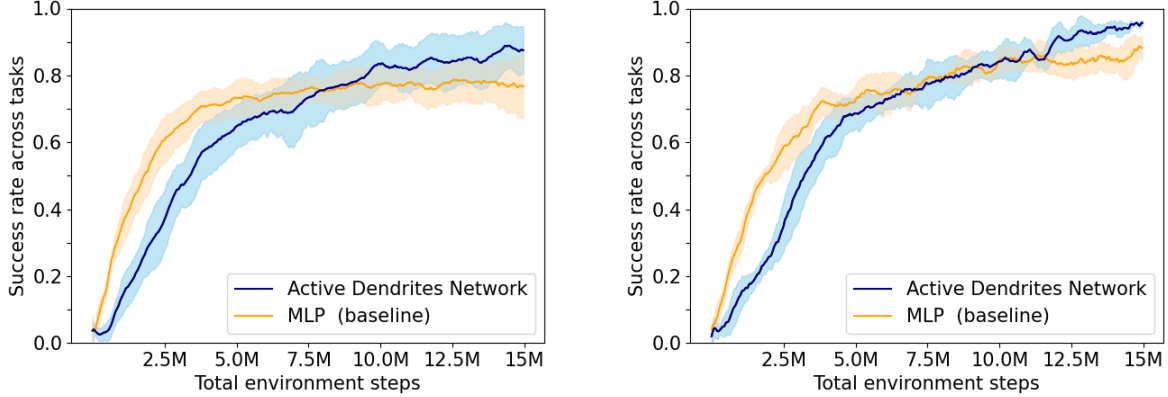 Success rate across tasks
1.0
0.8
0.6
0.4
0.2
0.0
Active Dendrites Network
MLP (baseline)
2.5M 5.0M 7.5M 10.0M 12.5M 15M
Total environment steps
Success rate across tasks
1.0
0.8
0.6
0.4
0.2
0.0
Active Dendrites Network
MLP (baseline)
2.5M 5.0M 7.5M 10.0M 12.5M 15M
Total environment steps